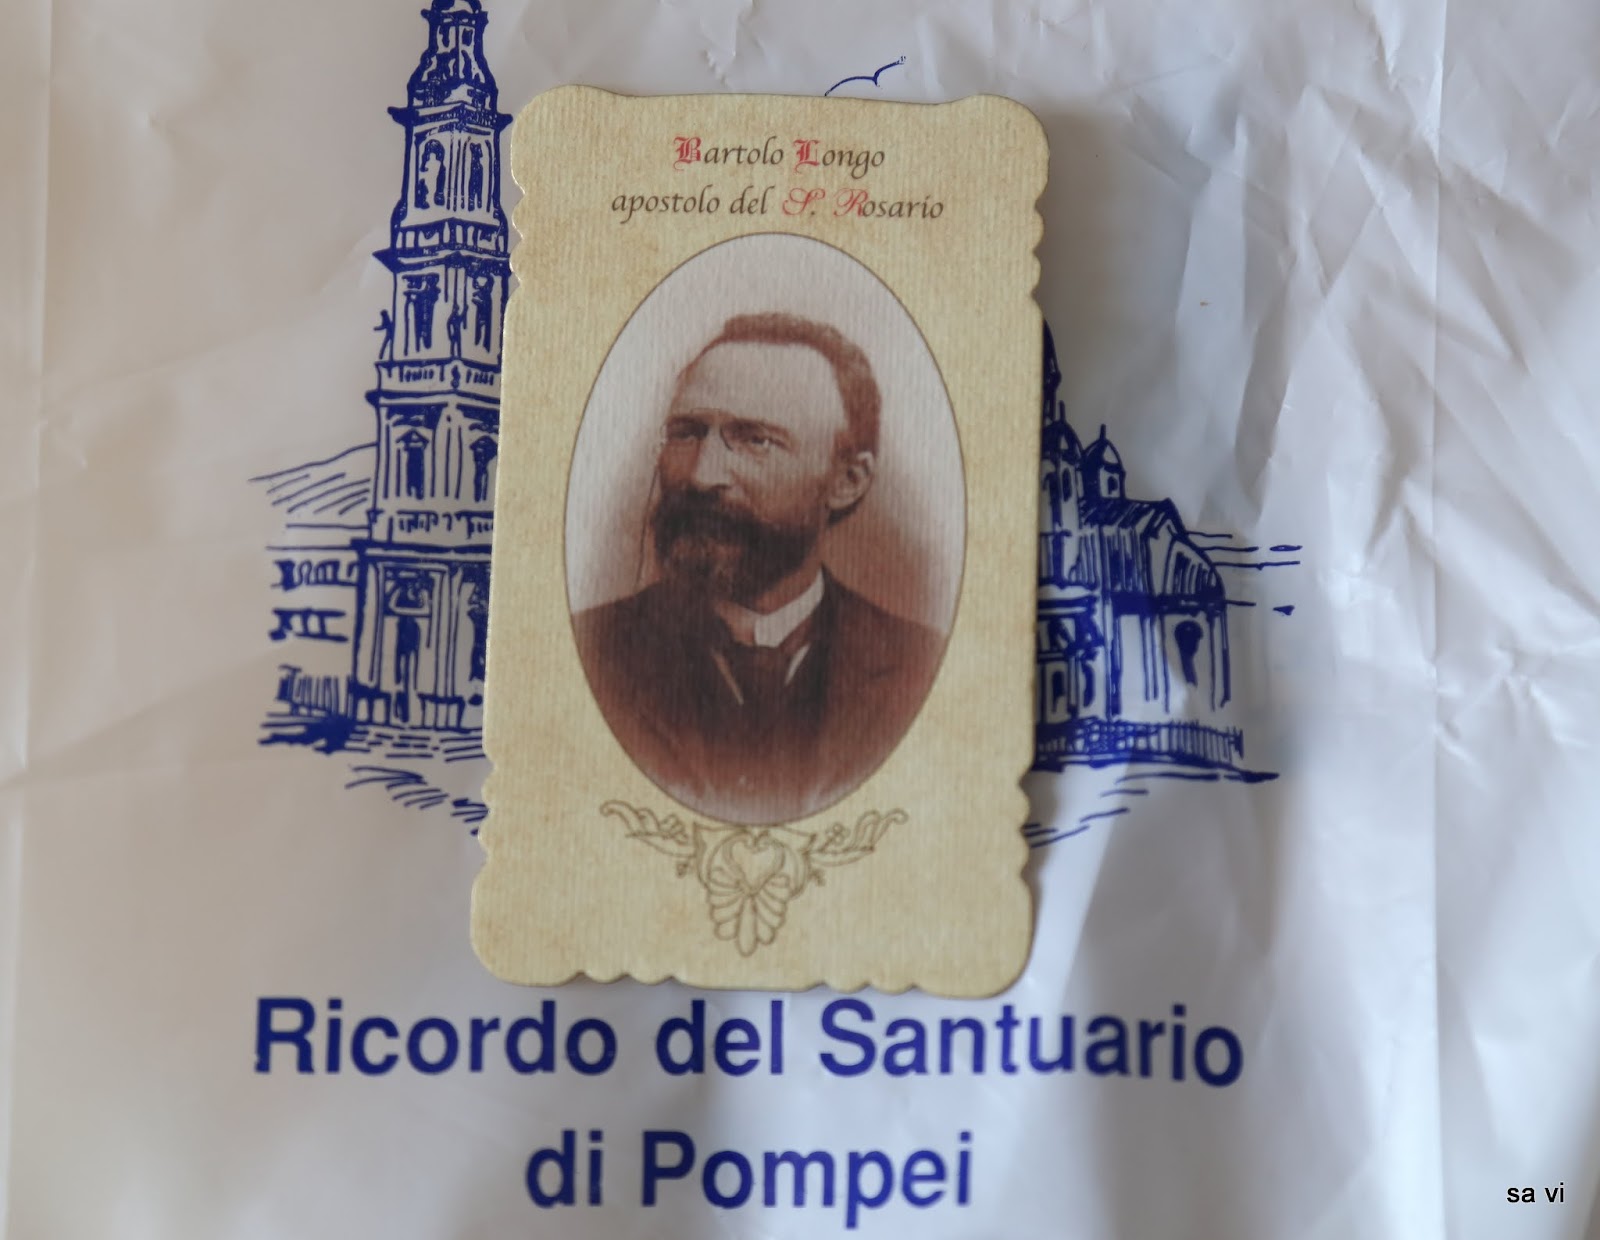 Bartolo Longo
apostolo del S. Rosario
Ricordo del Santuario
di Pompei
sa vi